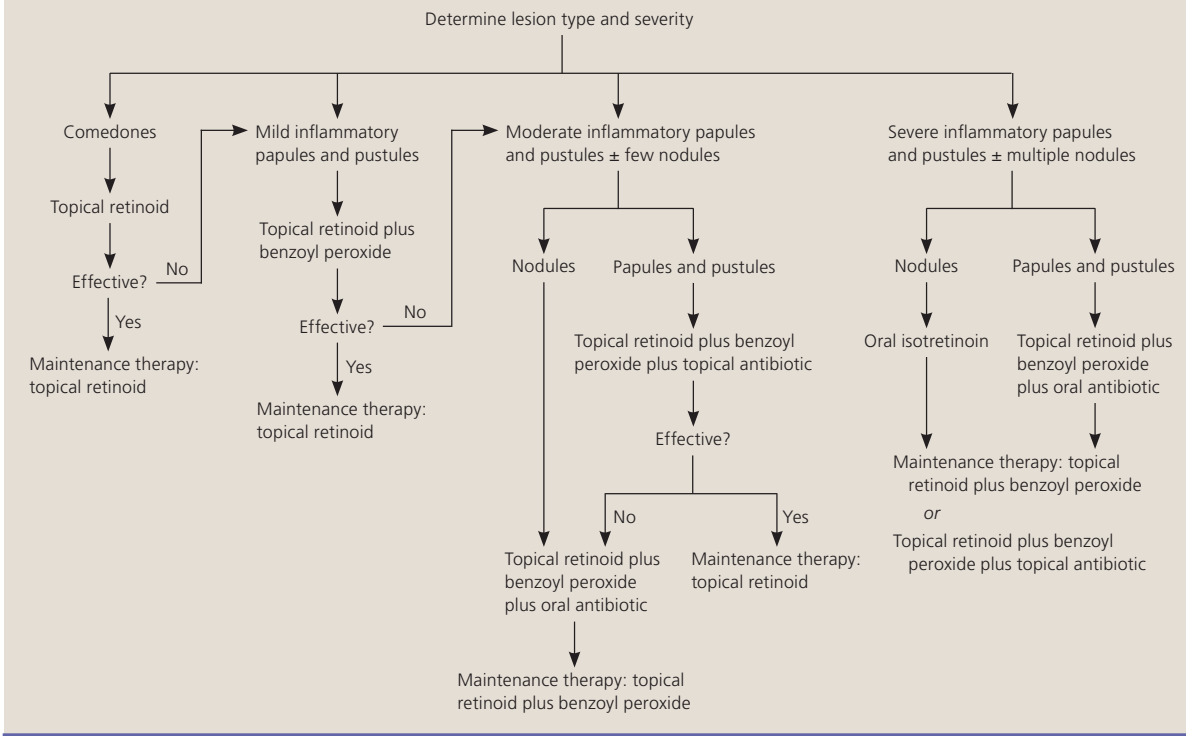 Determine lesion type and severity
Comedones
Topical retinoid
Effective?
No
Yes
Maintenance therapy:
topical retinoid
Mild inflammatory
papules and pustules
Topical retinoid plus
benzoyl peroxide
Effective?
No
Yes
Maintenance therapy:
topical retinoid
Moderate inflammatory papules
and pustules ± few nodules
Nodules
Papules and pustules
Topical retinoid plus benzoyl
peroxide plus topical antibiotic
Effective?
No
Yes
Topical retinoid plus
benzoyl peroxide
plus oral antibiotic
Maintenance therapy:
topical retinoid
Maintenance therapy: topical
retinoid plus benzoyl peroxide
Severe inflammatory papules
and pustules ± multiple nodules
Nodules
Papules and pustules
Oral isotretinoin
Topical retinoid plus
benzoyl peroxide
plus oral antibiotic
Maintenance therapy: topical
retinoid plus benzoyl peroxide
or
Topical retinoid plus benzoyl
peroxide plus topical antibiotic